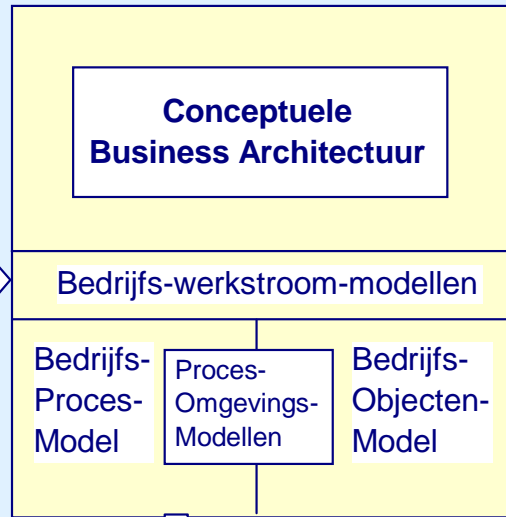 Conceptuele
Business Architectuur
Bedrijfs-werkstroom-modellen
Bedrijfs-
Proces-
Model
Proces-
Omgevings-
Modellen
Bedrijfs-
Objecten-
Model